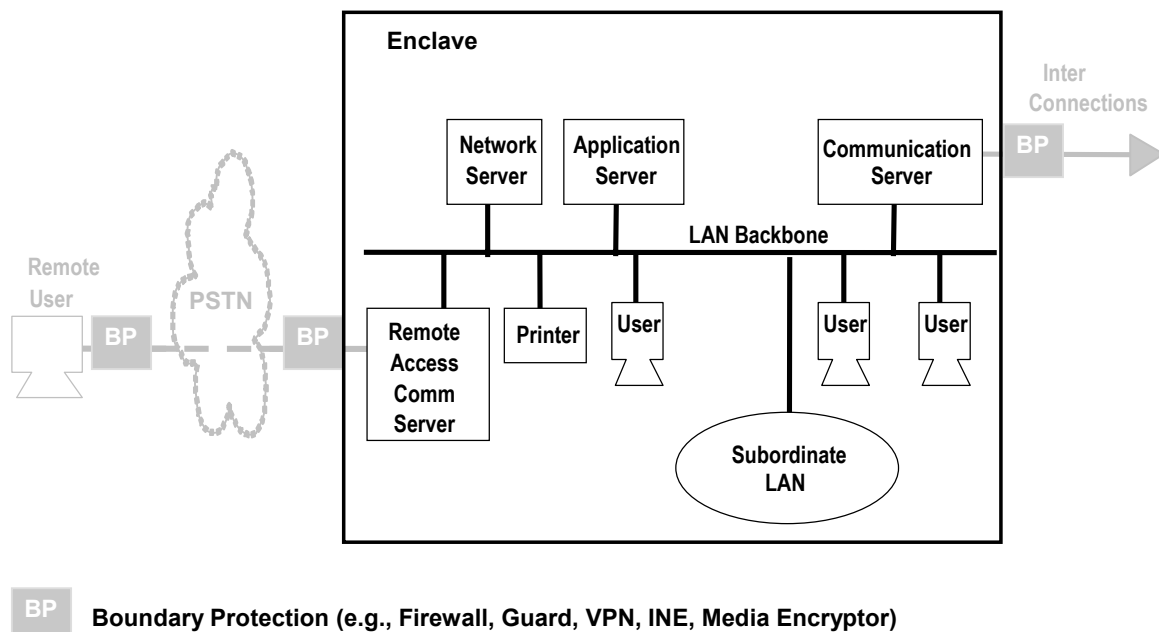 Enclave
Inter
Connections
BP
Network
Server
Application
Server
Communication
Server
LAN Backbone
Remote
User
BP
PSTN
BP
Remote
Access
Comm
Server
Printer
User
User
User
Subordinate
LAN
BP
Boundary Protection (e.g., Firewall, Guard, VPN, INE, Media Encryptor)